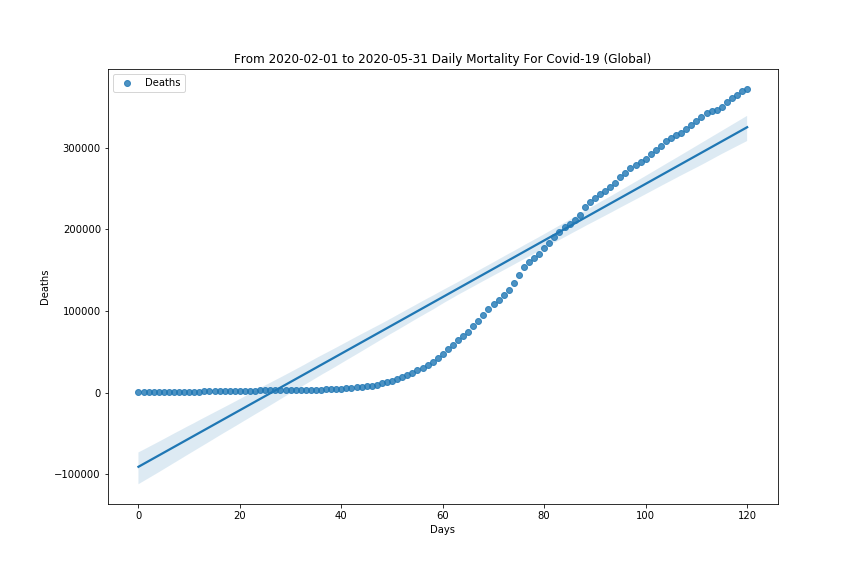 From 2020-02-01 to 2020-05-31 Daily Mortality For Covid-19 (Global)
Deaths
300000
200000
Deaths
100000
0
−100000
0 20 40 60 80 100 120
Days